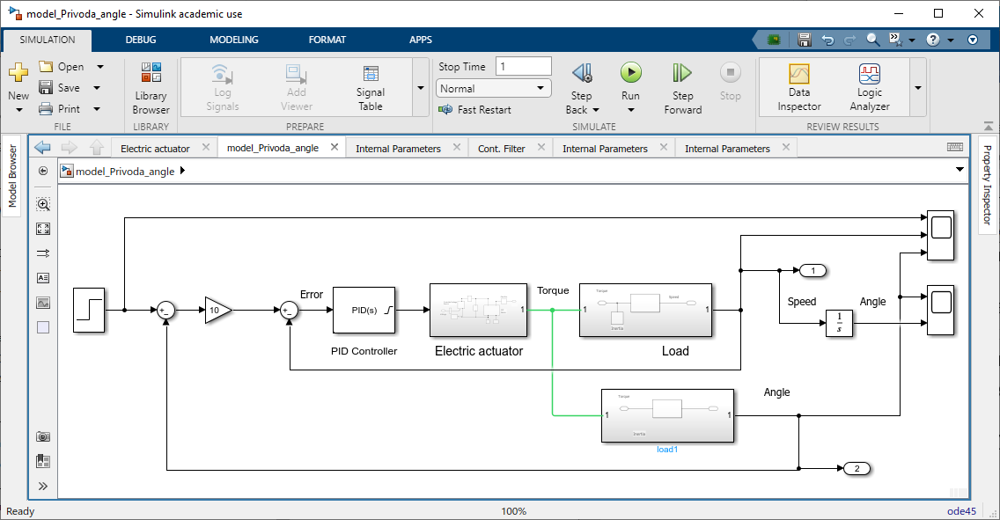 model_Privoda_angle - Simulink academic use
SIMULATION DEBUG MODELING FORMAT APPS
New
Open
Save
Print
FILE
Library
Browser
LIBRARY
Log
Signals
Add
Viewer
Signal
Table
PREPARE
Stop Time 1
Normal
Fast Restart
Step
Back
Run
Step
Forward
Stop
SIMULATE
Data
Inspector
Logic
Analyzer
REVIEW RESULTS
Model Browser
Electric actuator model_Privoda_angle Internal Parameters Cont. Filter Internal Parameters Internal Parameters
Property Inspector
model_Privoda_angle
10
Error
PID(s)
PID Controller
1
Electric actuator
Torque
1
Torque
Speed
Inertia
1
Load
1
Speed
1
s
Angle
1
Torque
Inertia
1
load1
Angle
2
Ready 100% ode45